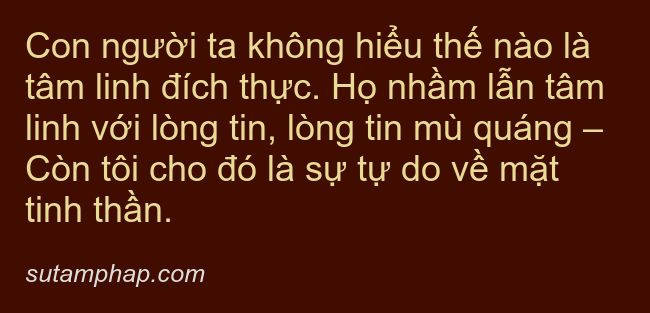 Con người ta không hiểu thế nào là
tâm linh đích thực. Họ nhầm lẫn tâm
linh với lòng tin, lòng tin mù quáng –
Còn tôi cho đó là sự tự do về mặt
tinh thần.
sutamphap.com